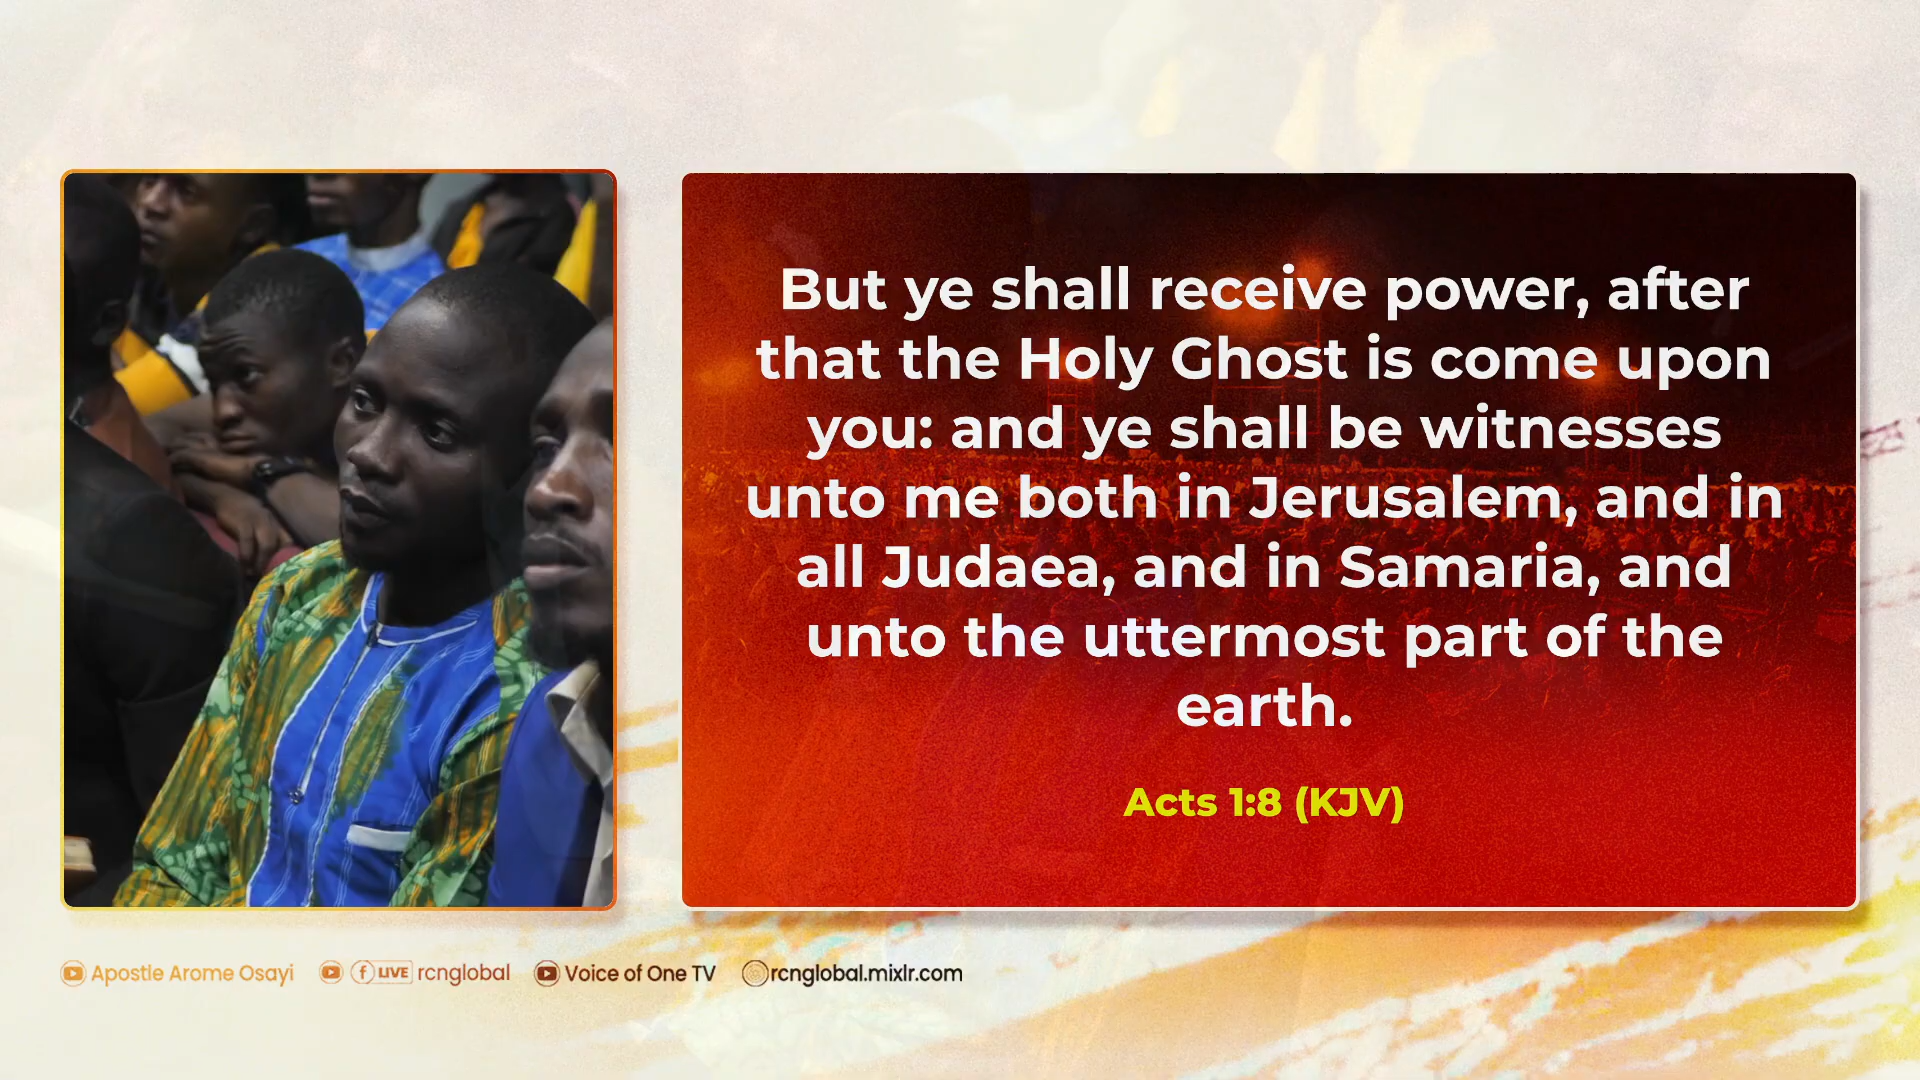 But ye shall receive power, after
that the Holy Ghost is come upon
you: and ye shall be witnesses
unto me both in Jerusalem, and in
all Judaea, and in Samaria, and
unto the uttermost part of the
earth.
Acts 1:8 (KJV)
Apostle Arome Osayi LIVE rcnglobal Voice of One TV rcnglobal.mixlr.com